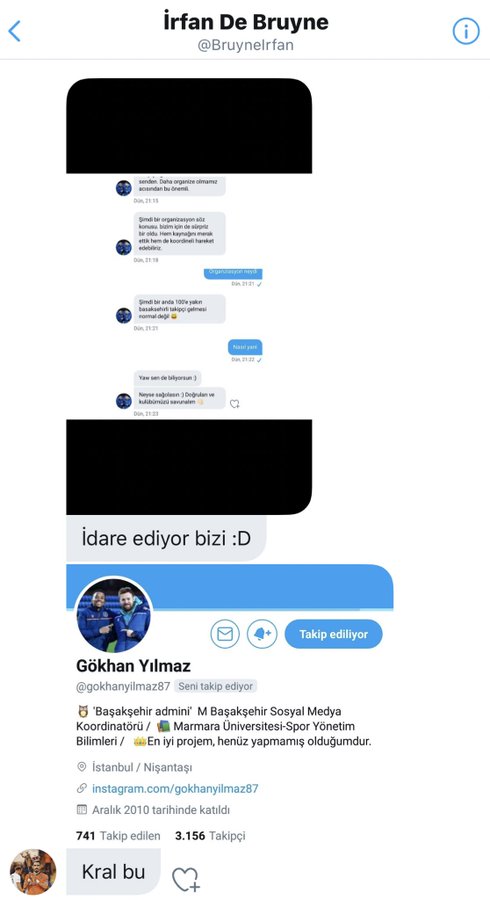 İrfan De Bruyne
@BruyneIrfan
senden. Daha organize olmamız
acısından bu önemli.
Dün, 21:15
Şimdi bir organizasyon söz
konusu. bizim için de sürpriz
bir oldu. Hem kaynağını merak
ettik hem de koordineli hareket
edebiliriz.
Dün, 21:19
Organizasyon neydi
Dün, 21:21 ✓
Şimdi bir anda 100'e yakın
basaksehirli takipçi gelmesi
normal değil 😄
Dün, 21:21
Nasıl yani
Dün, 21:22 ✓
Yaw sen de biliyorsun :)
Neyse sağolasın :) Doğruları ve
kulübümüzü savunalım 👊🏻
Dün, 21:23
İdare ediyor bizi :D
Takip ediliyor
Gökhan Yılmaz
@gokhanyilmaz87 Seni takip ediyor
🦉 'Başakşehir admini' M Başakşehir Sosyal Medya
Koordinatörü / 📚 Marmara Üniversitesi-Spor Yönetim
Bilimleri / 👑En iyi projem, henüz yapmamış olduğumdur.
İstanbul / Nişantaşı
instagram.com/gokhanyilmaz87
Aralık 2010 tarihinde katıldı
741 Takip edilen 3.156 Takipçi
Kral bu